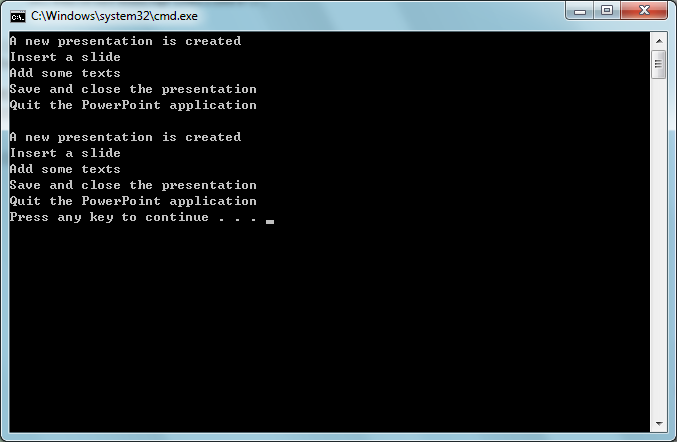 C:\Windows\system32\cmd.exe
A new presentation is created
Insert a slide
Add some texts
Save and close the presentation
Quit the PowerPoint application

A new presentation is created
Insert a slide
Add some texts
Save and close the presentation
Quit the PowerPoint application
Press any key to continue . . .